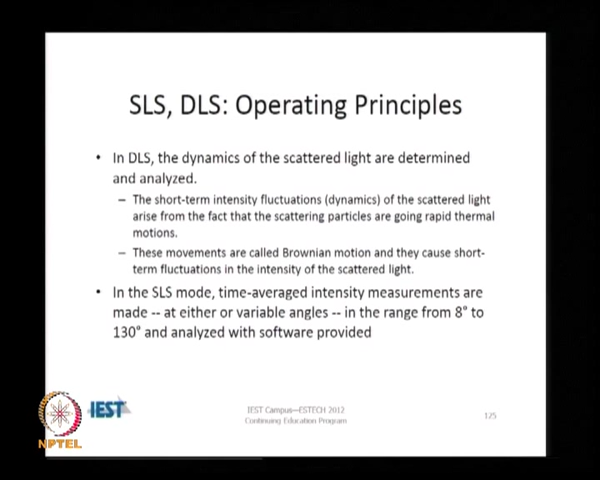 SLS, DLS: Operating Principles
• In DLS, the dynamics of the scattered light are determined
and analyzed.
– The short-term intensity fluctuations (dynamics) of the scattered light
arise from the fact that the scattering particles are going rapid thermal
motions.
– These movements are called Brownian motion and they cause short-
term fluctuations in the intensity of the scattered light.
• In the SLS mode, time-averaged intensity measurements are
made -- at either or variable angles -- in the range from 8° to
130° and analyzed with software provided
IEST
NPTEL
IEST Campus—ESTECH 2012
Continuing Education Program
125